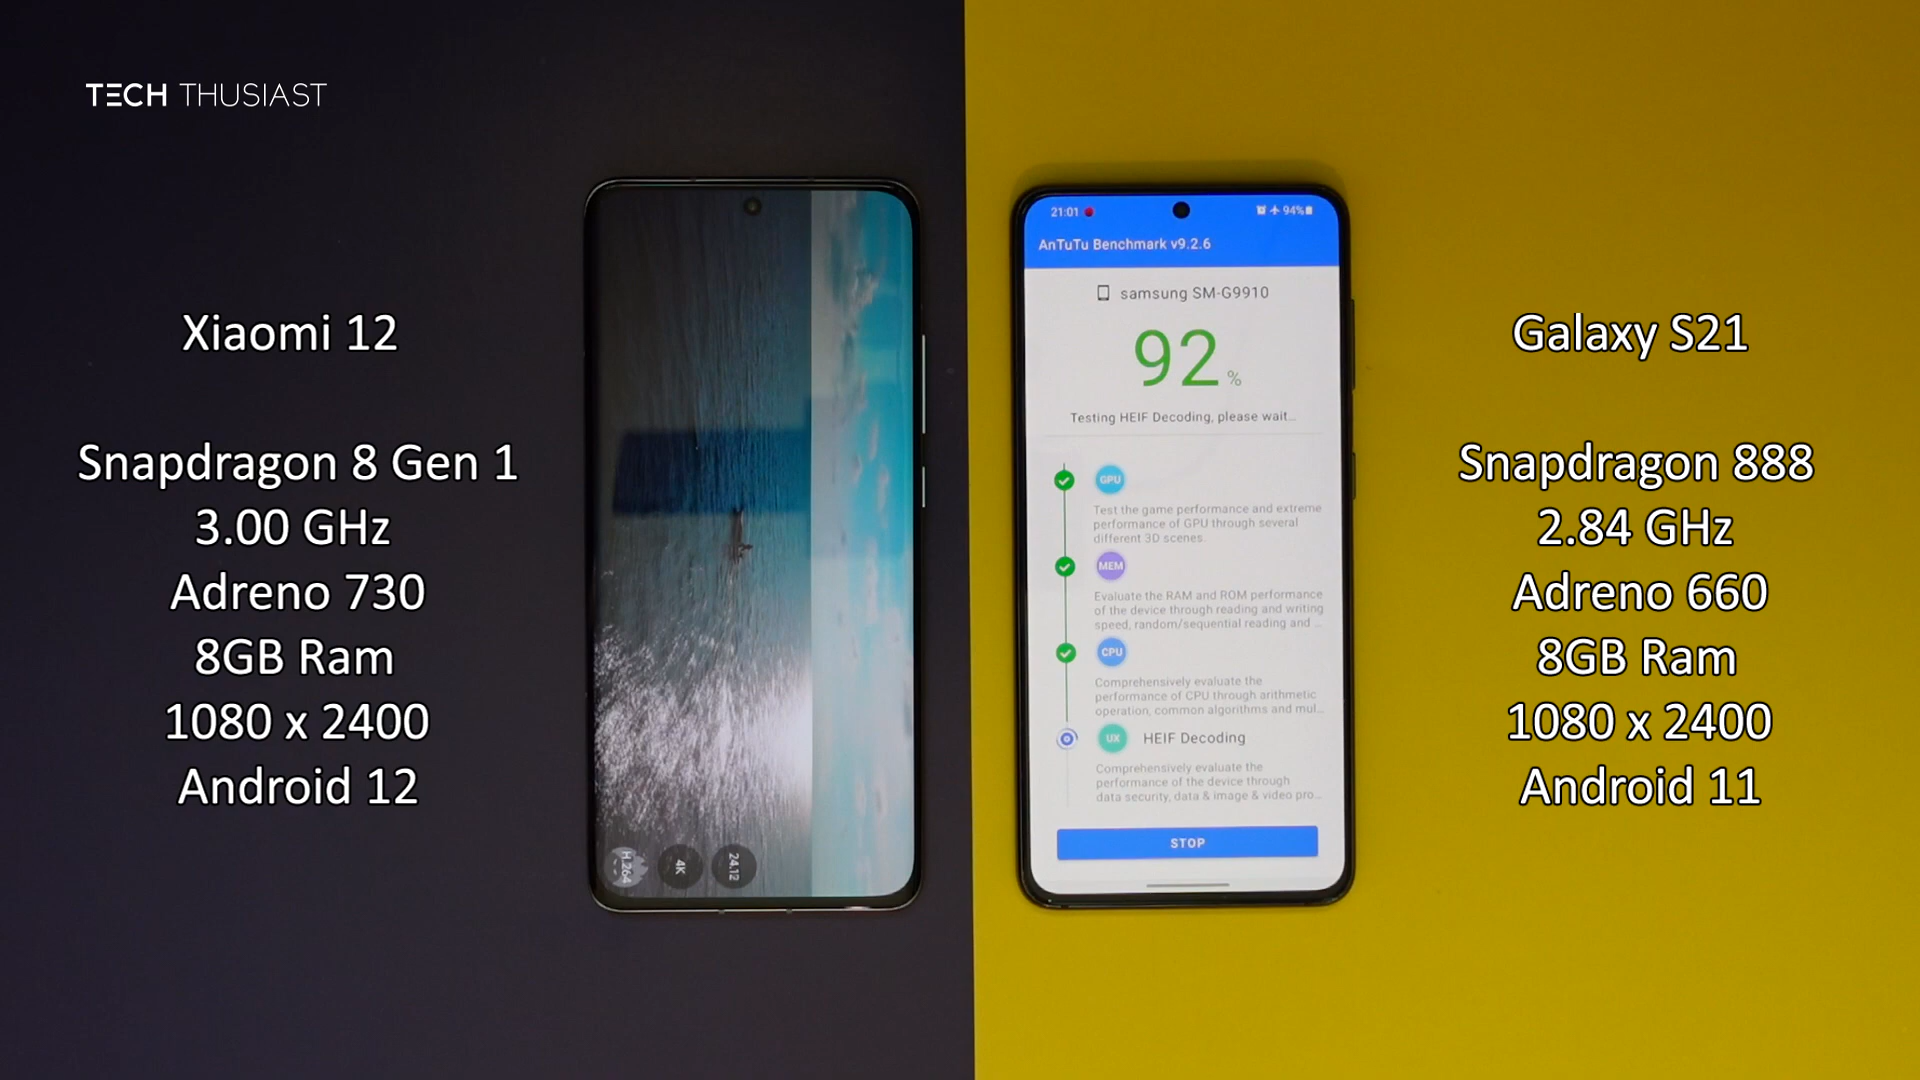 TECH THUSIAST
Xiaomi 12
Snapdragon 8 Gen 1
3.00 GHz
Adreno 730
8GB Ram
1080 x 2400
Android 12
H.264
4K
24.12
21:01
94%
AnTuTu Benchmark v9.2.6
samsung SM-G9910
92%
Testing HEIF Decoding, please wait...
GPU
Test the game performance and extreme
performance of GPU through several
different 3D scenes.
MEM
Evaluate the RAM and ROM performance
of the device through reading and writing
speed, random/sequential reading and ...
CPU
Comprehensively evaluate the
performance of CPU through arithmetic
operation, common algorithms and mul...
UX HEIF Decoding
Comprehensively evaluate the
performance of the device through
data security, data & image & video pro...
STOP
Galaxy S21
Snapdragon 888
2.84 GHz
Adreno 660
8GB Ram
1080 x 2400
Android 11